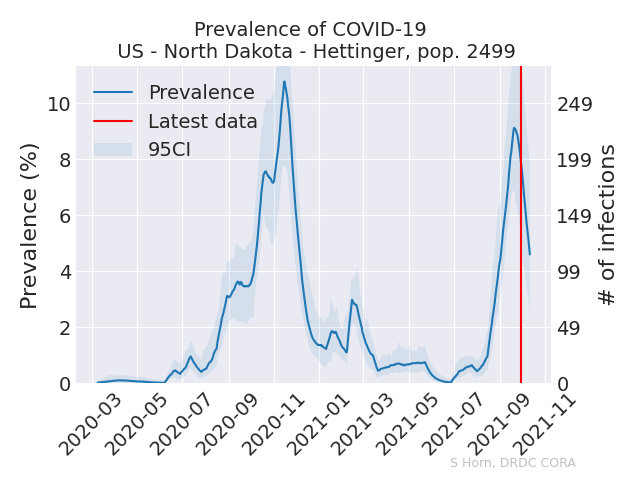 Prevalence of COVID-19
US - North Dakota - Hettinger, pop. 2499
Prevalence
Latest data
95CI
Prevalence (%)
10
8
6
4
2
0
249
199
149
99
49
0
# of infections
2020-03
2020-05
2020-07
2020-09
2020-11
2021-01
2021-03
2021-05
2021-07
2021-09
2021-11
S Horn, DRDC CORA